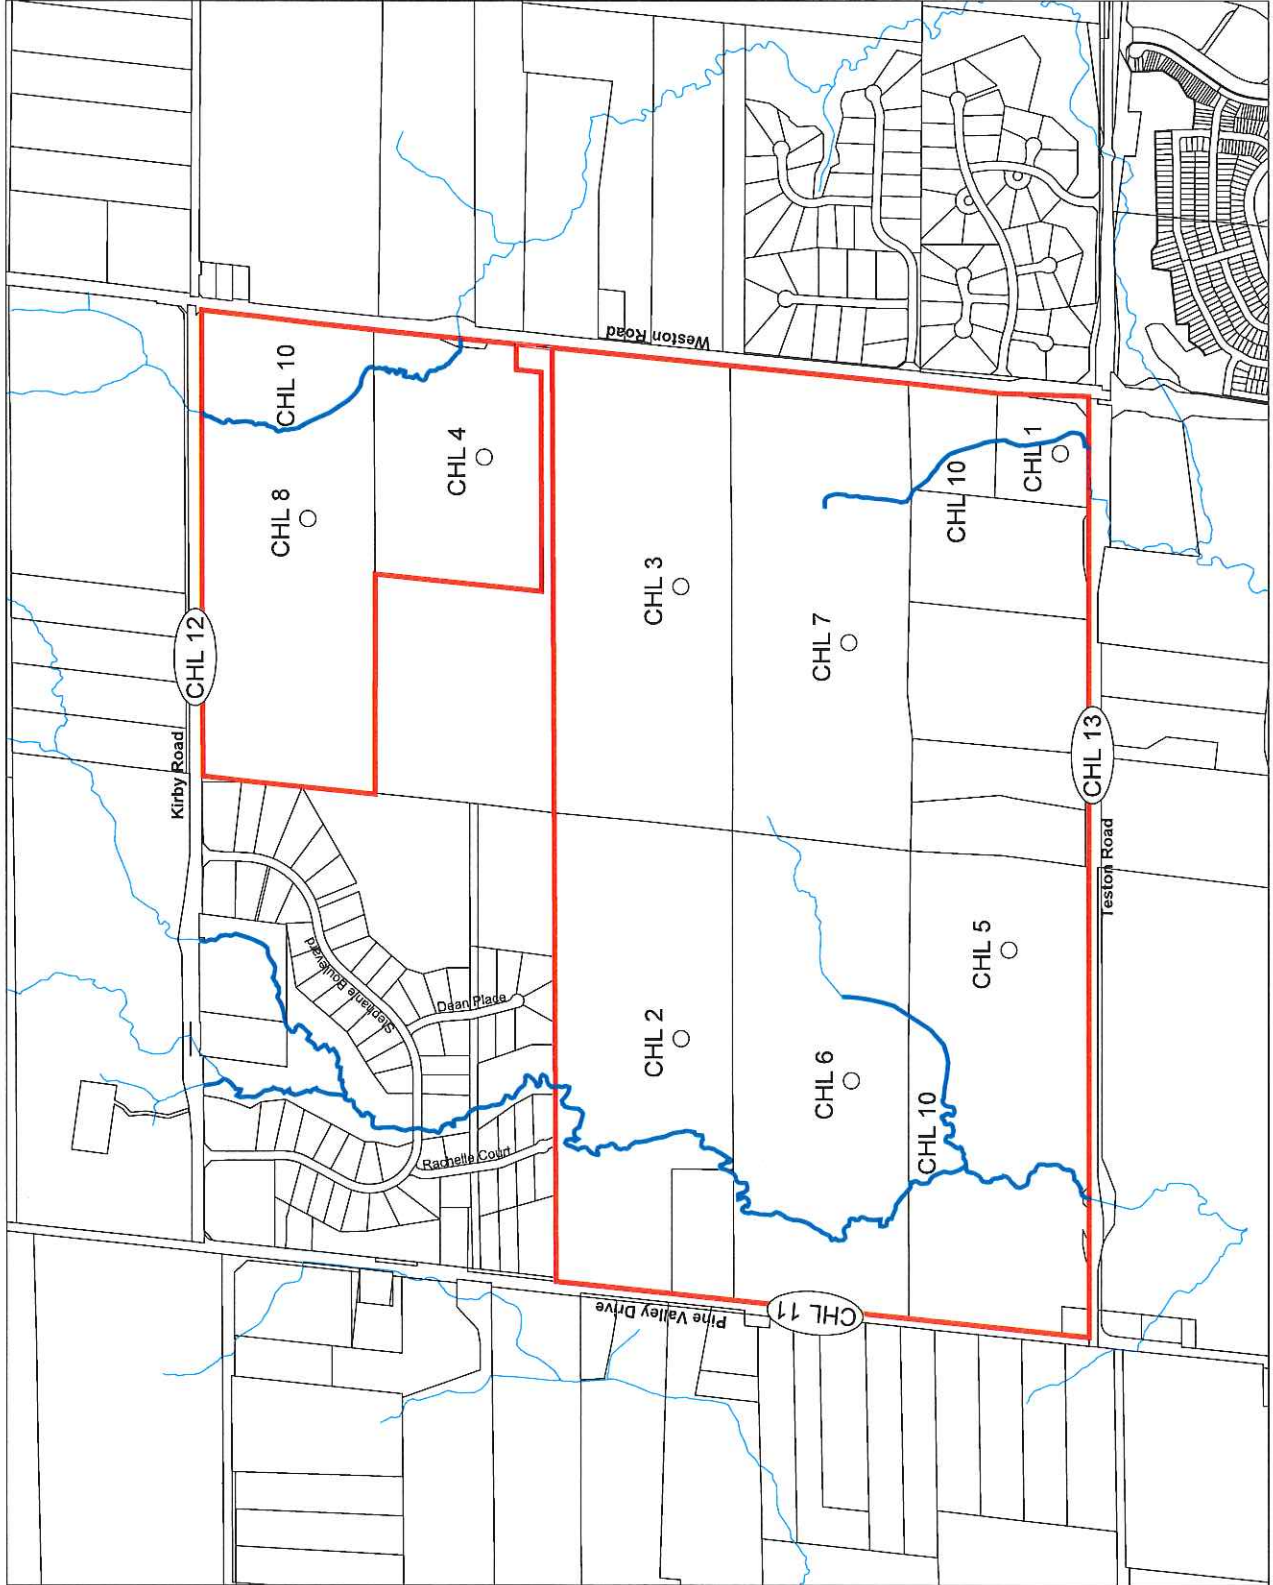 Kirby Road
CHL 12
CHL 10
CHL 8
CHL 4
Stephanie Boulevard
Dean Place
Rachelle Court
Weston Road
CHL 3
CHL 2
CHL 7
CHL 6
Pine Valley Drive
CHL 11
CHL 10
CHL 1
CHL 5
CHL 10
CHL 13
Teston Road